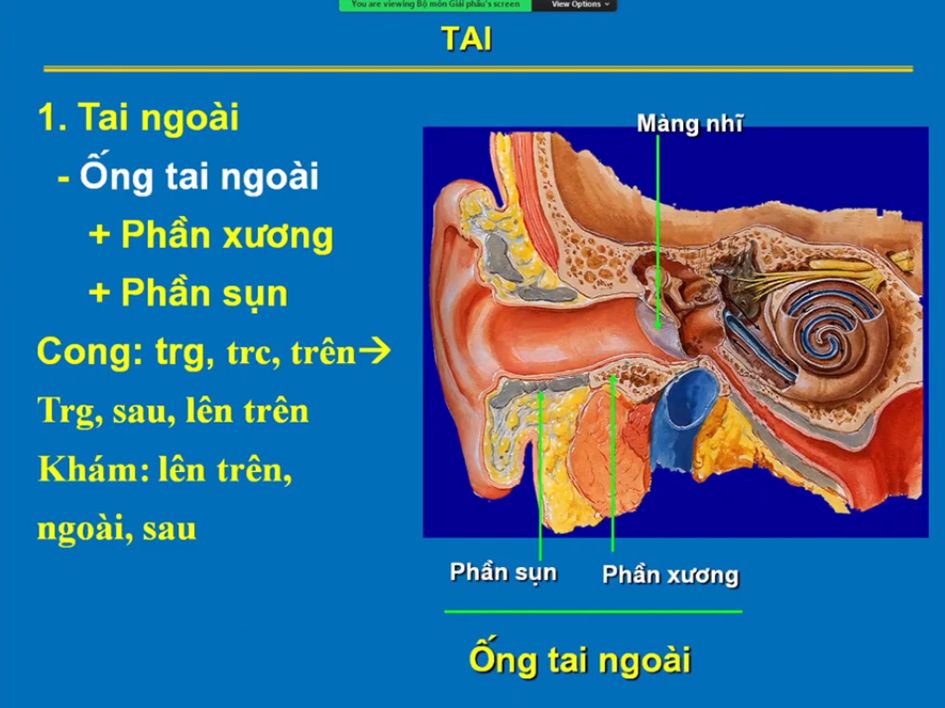 You are viewing Bộ môn Giải phẫu's screen
View Options
TAI
1. Tai ngoài
- Ống tai ngoài
+ Phần xương
+ Phần sụn
Cong: trg, trc, trên→
Trg, sau, lên trên
Khám: lên trên,
ngoài, sau
Màng nhĩ
Phần sụn
Phần xương
Ống tai ngoài